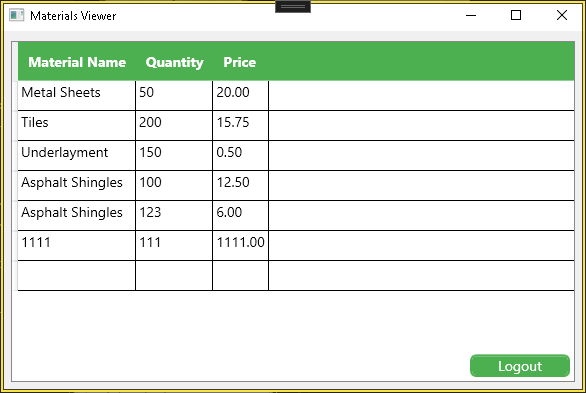 Materials Viewer
Material Name Quantity Price
Metal Sheets 50 20.00
Tiles 200 15.75
Underlayment 150 0.50
Asphalt Shingles 100 12.50
Asphalt Shingles 123 6.00
1111 111 1111.00
Logout